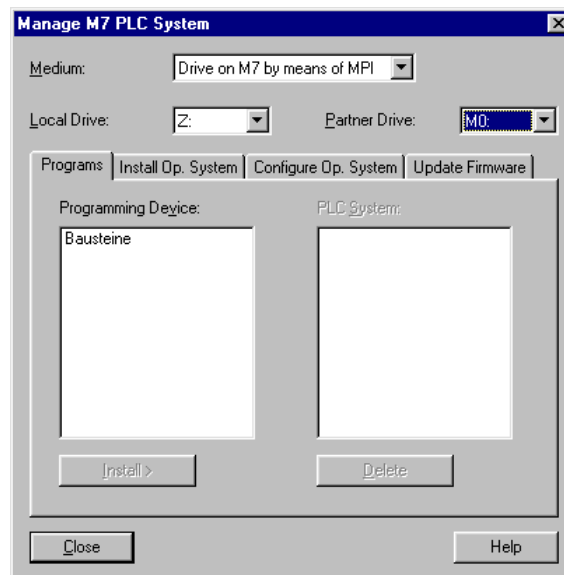 Manage M7 PLC System
Medium: Drive on M7 by means of MPI
Local Drive: Z: Partner Drive: M0:
Programs Install Op. System Configure Op. System Update Firmware
Programming Device: PLC System:
Bausteine
Install > Delete
Close Help